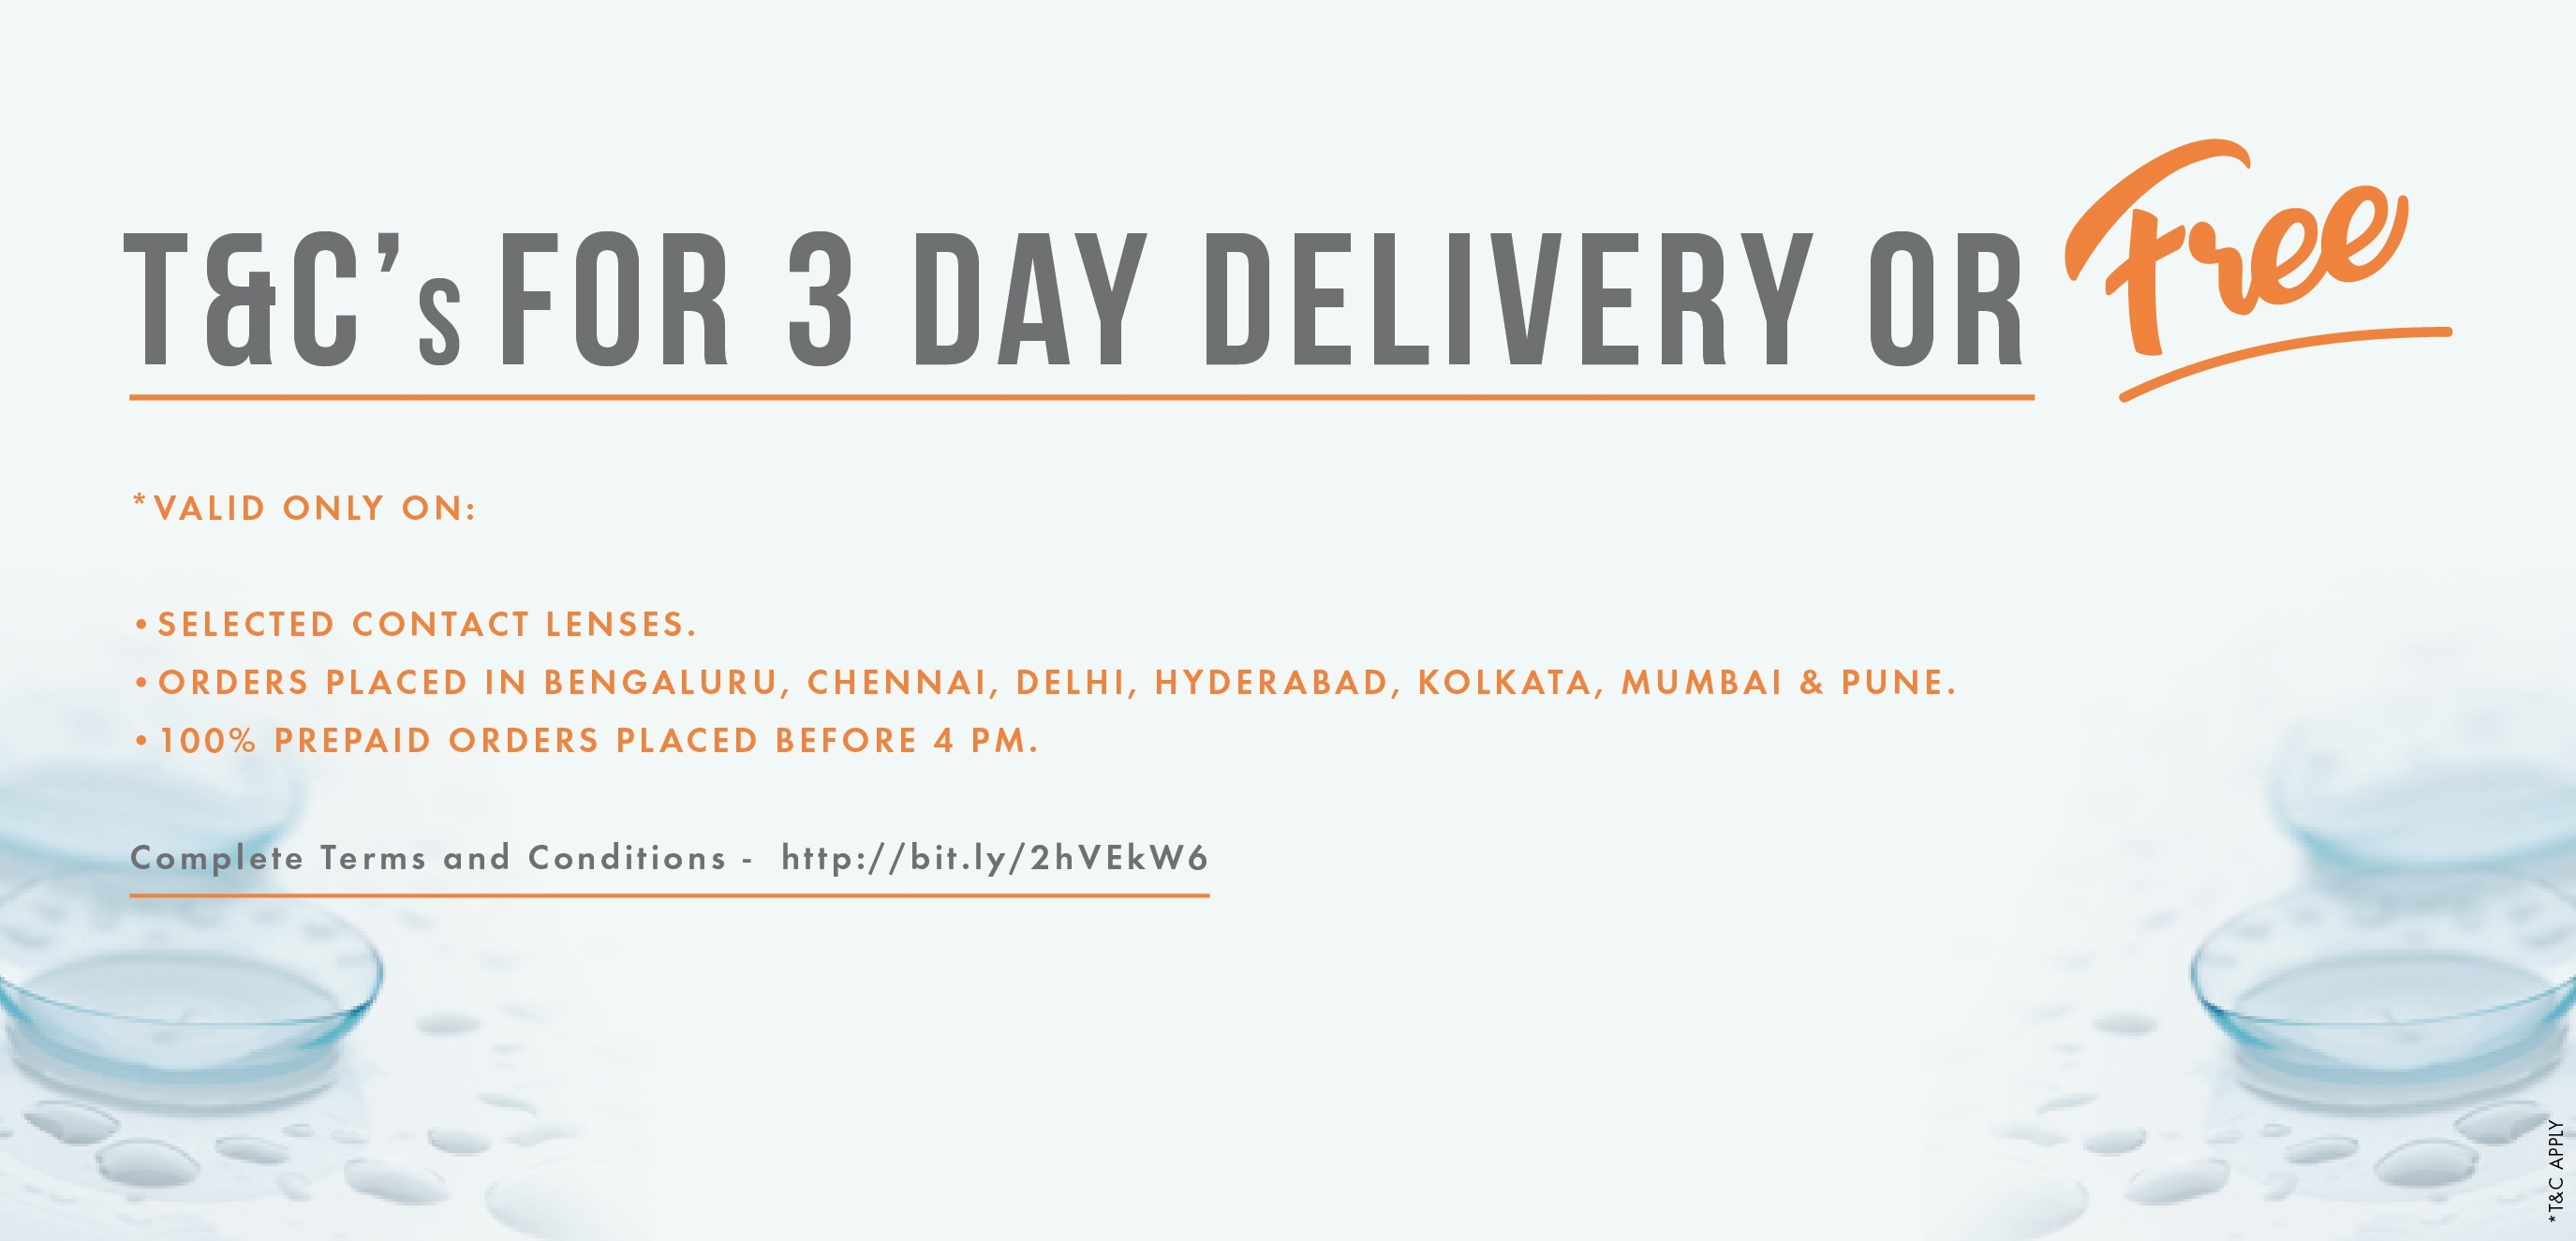 T&C's FOR 3 DAY DELIVERY OR Free
*VALID ONLY ON:
• SELECTED CONTACT LENSES.
• ORDERS PLACED IN BENGALURU, CHENNAI, DELHI, HYDERABAD, KOLKATA, MUMBAI & PUNE.
• 100% PREPAID ORDERS PLACED BEFORE 4 PM.
Complete Terms and Conditions - http://bit.ly/2hVEkW6
*T&C APPLY